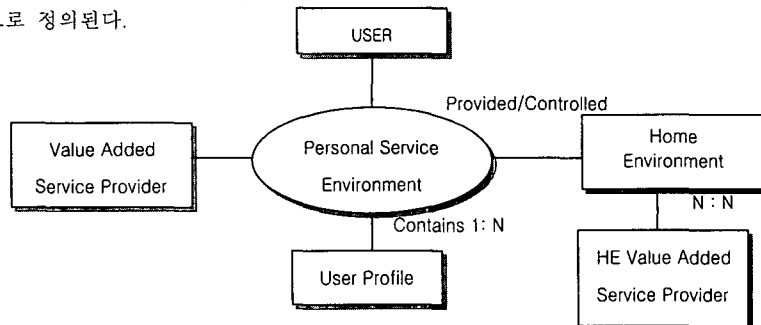 로 정의된다.
USER
Provided/Controlled
Value Added
Service Provider
Personal Service
Environment
Home
Environment
N : N
Contains 1: N
User Profile
HE Value Added
Service Provider